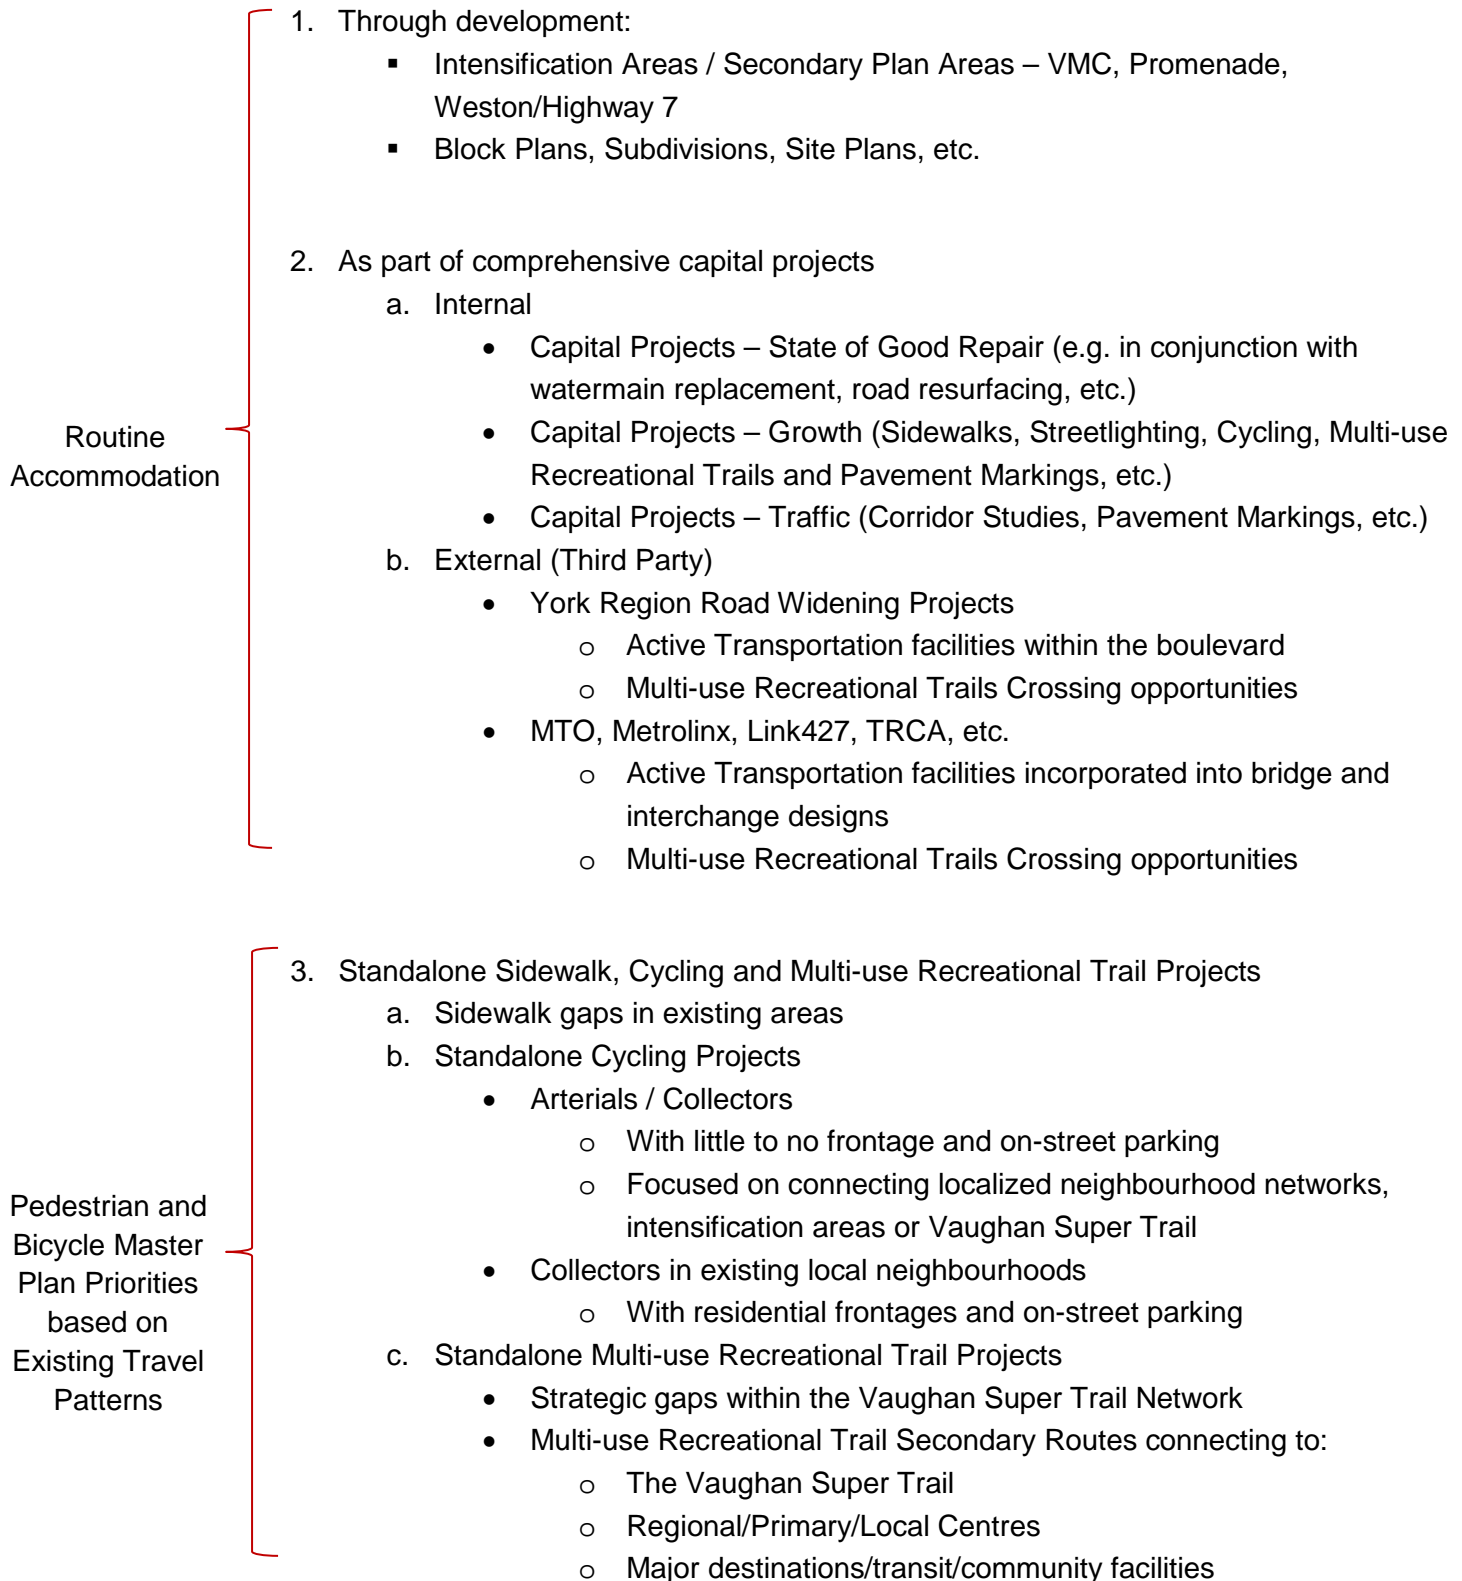 1. Through development:
▪ Intensification Areas / Secondary Plan Areas – VMC, Promenade,
Weston/Highway 7
▪ Block Plans, Subdivisions, Site Plans, etc.
2. As part of comprehensive capital projects
a. Internal
• Capital Projects – State of Good Repair (e.g. in conjunction with
watermain replacement, road resurfacing, etc.)
• Capital Projects – Growth (Sidewalks, Streetlighting, Cycling, Multi-use
Recreational Trails and Pavement Markings, etc.)
• Capital Projects – Traffic (Corridor Studies, Pavement Markings, etc.)
b. External (Third Party)
• York Region Road Widening Projects
o Active Transportation facilities within the boulevard
o Multi-use Recreational Trails Crossing opportunities
• MTO, Metrolinx, Link427, TRCA, etc.
o Active Transportation facilities incorporated into bridge and
interchange designs
o Multi-use Recreational Trails Crossing opportunities
Routine
Accommodation
3. Standalone Sidewalk, Cycling and Multi-use Recreational Trail Projects
a. Sidewalk gaps in existing areas
b. Standalone Cycling Projects
• Arterials / Collectors
o With little to no frontage and on-street parking
o Focused on connecting localized neighbourhood networks,
intensification areas or Vaughan Super Trail
• Collectors in existing local neighbourhoods
o With residential frontages and on-street parking
c. Standalone Multi-use Recreational Trail Projects
• Strategic gaps within the Vaughan Super Trail Network
• Multi-use Recreational Trail Secondary Routes connecting to:
o The Vaughan Super Trail
o Regional/Primary/Local Centres
o Major destinations/transit/community facilities
Pedestrian and
Bicycle Master
Plan Priorities
based on
Existing Travel
Patterns